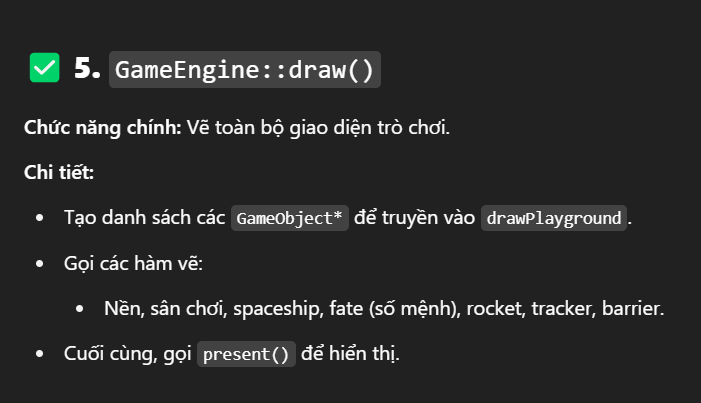 ✅ 5. GameEngine::draw()
Chức năng chính: Vẽ toàn bộ giao diện trò chơi.
Chi tiết:
• Tạo danh sách các GameObject* để truyền vào drawPlayground.
• Gọi các hàm vẽ:
• Nền, sân chơi, spaceship, fate (số mệnh), rocket, tracker, barrier.
• Cuối cùng, gọi present() để hiển thị.